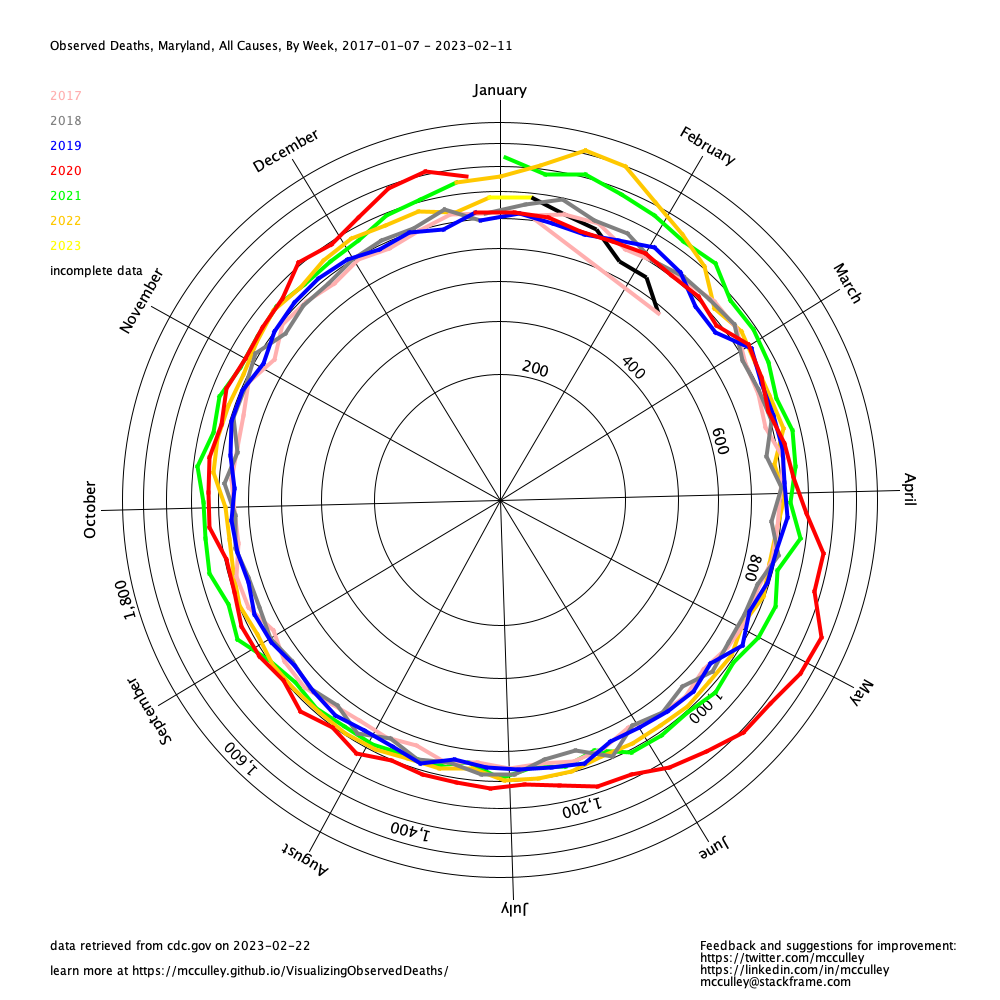 Observed Deaths, Maryland, All Causes, By Week, 2017-01-07 - 2023-02-11
January
2017
2018
2019
2020
2021
2022
2023
incomplete data
February
March
April
May
June
July
August
September
October
November
December
200
400
600
800
1,000
1,200
1,400
1,600
1,800
data retrieved from cdc.gov on 2023-02-22
learn more at https://mcculley.github.io/VisualizingObservedDeaths/
Feedback and suggestions for improvement:
https://twitter.com/mcculley
https://linkedin.com/in/mcculley
mcculley@stackframe.com